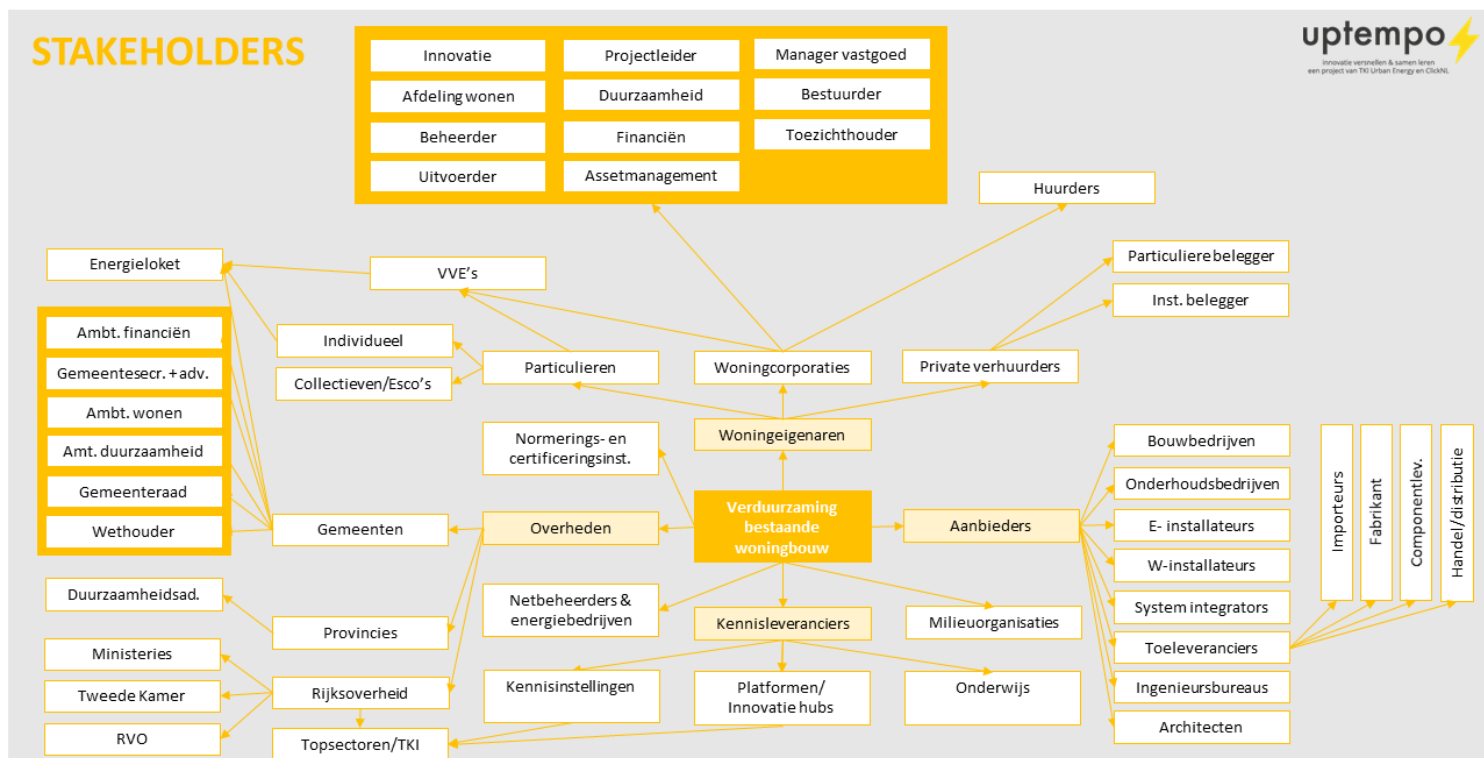 STAKEHOLDERS
uptempo
innovatie versnellen & samen leren
een project van TKI Urban Energy en ClickNL
Innovatie
Projectleider
Manager vastgoed
Afdeling wonen
Duurzaamheid
Bestuurder
Beheerder
Financiën
Toezichthouder
Uitvoerder
Assetmanagement
Huurders
Energieloket
VVE's
Particuliere belegger
Inst. belegger
Ambt. financiën
Gemeentesecr. + adv.
Ambt. wonen
Amt. duurzaamheid
Gemeenteraad
Wethouder
Individueel
Collectieven/Esco's
Particulieren
Woningcorporaties
Private verhuurders
Woningeigenaren
Normerings- en
certificeringsinst.
Verduurzaming
bestaande
woningbouw
Gemeenten
Overheden
Aanbieders
Bouwbedrijven
Onderhoudsbedrijven
E- installateurs
W-installateurs
System integrators
Toeleveranciers
Ingenieursbureaus
Architecten
Importeurs
Fabrikant
Componentlev.
Handel/distributie
Duurzaamheidsad.
Provincies
Netbeheerders &
energiebedrijven
Kennisleveranciers
Milieuorganisaties
Ministeries
Tweede Kamer
RVO
Rijksoverheid
Topsectoren/TKI
Kennisinstellingen
Platformen/
Innovatie hubs
Onderwijs